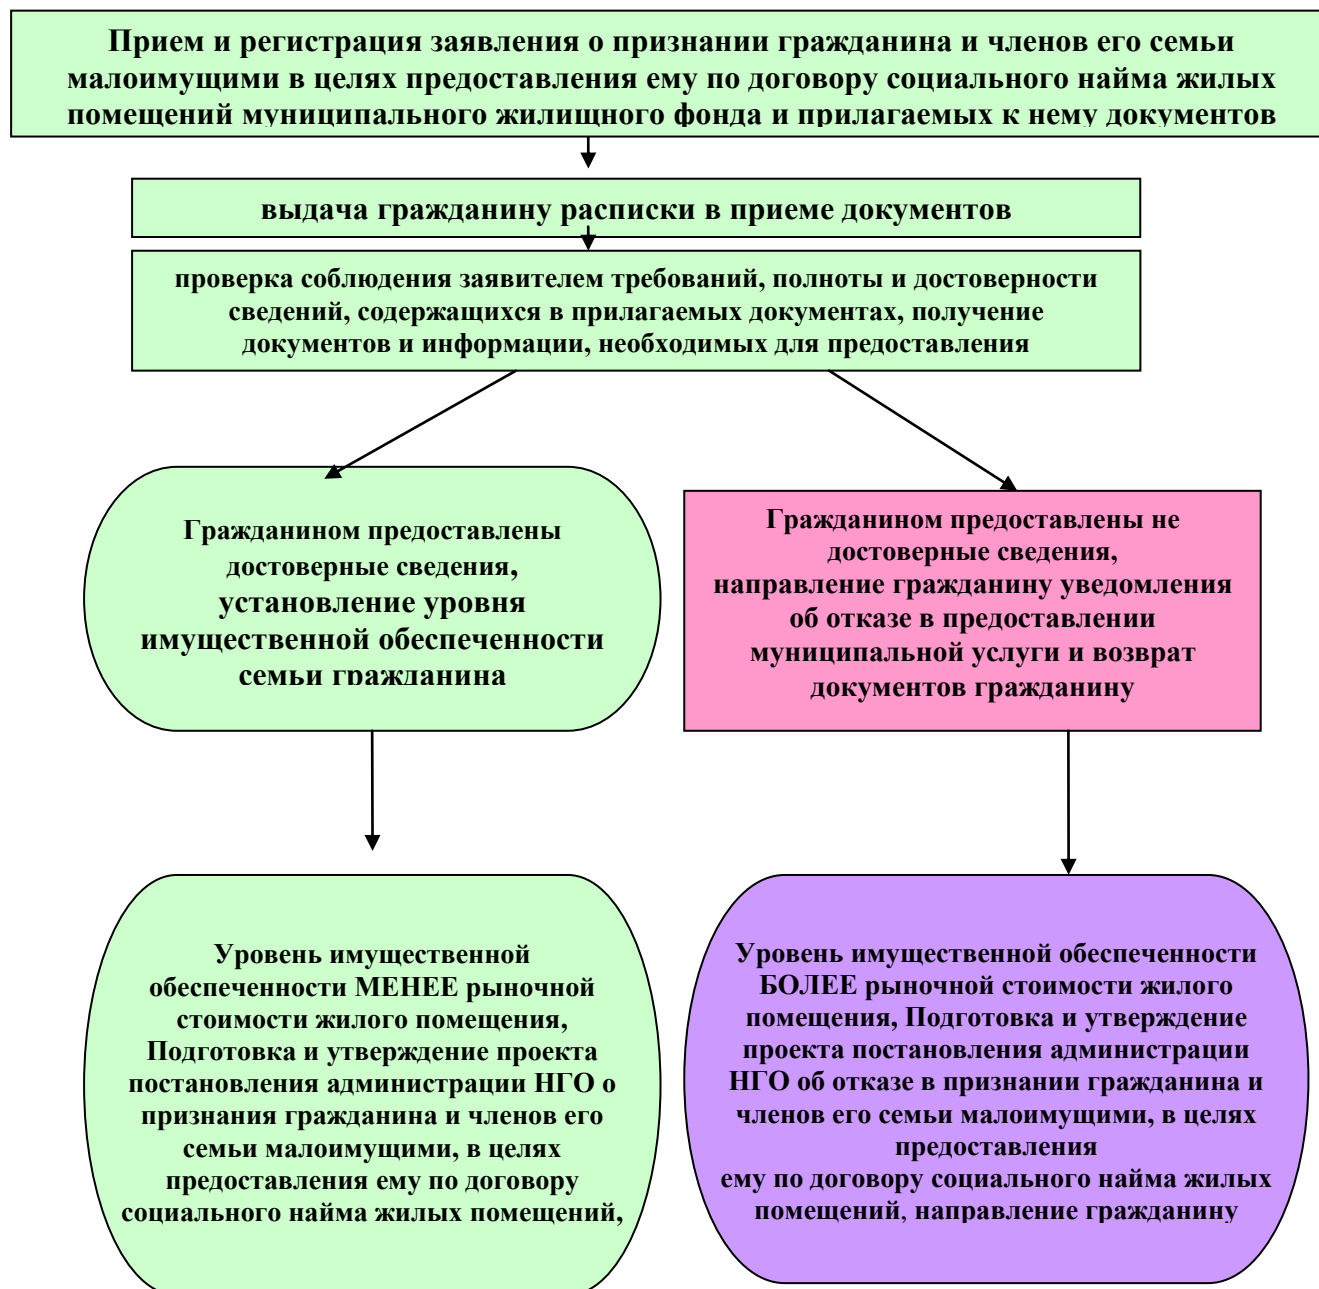 Прием и регистрация заявления о признании гражданина и членов его семьи
малоимущими в целях предоставления ему по договору социального найма жилых
помещений муниципального жилищного фонда и прилагаемых к нему документов
выдача гражданину расписки в приеме документов
проверка соблюдения заявителем требований, полноты и достоверности
сведений, содержащихся в прилагаемых документах, получение
документов и информации, необходимых для предоставления
Гражданином предоставлены
достоверные сведения,
установление уровня
имущественной обеспеченности
семьи гражданина
Гражданином предоставлены не
достоверные сведения,
направление гражданину уведомления
об отказе в предоставлении
муниципальной услуги и возврат
документов гражданину
Уровень имущественной
обеспеченности МЕНЕЕ рыночной
стоимости жилого помещения,
Подготовка и утверждение проекта
постановления администрации НГО о
признания гражданина и членов его
семьи малоимущими, в целях
предоставления ему по договору
социального найма жилых помещений,
Уровень имущественной обеспеченности
БОЛЕЕ рыночной стоимости жилого
помещения, Подготовка и утверждение
проекта постановления администрации
НГО об отказе в признании гражданина и
членов его семьи малоимущими, в целях
предоставления
ему по договору социального найма жилых
помещений, направление гражданину